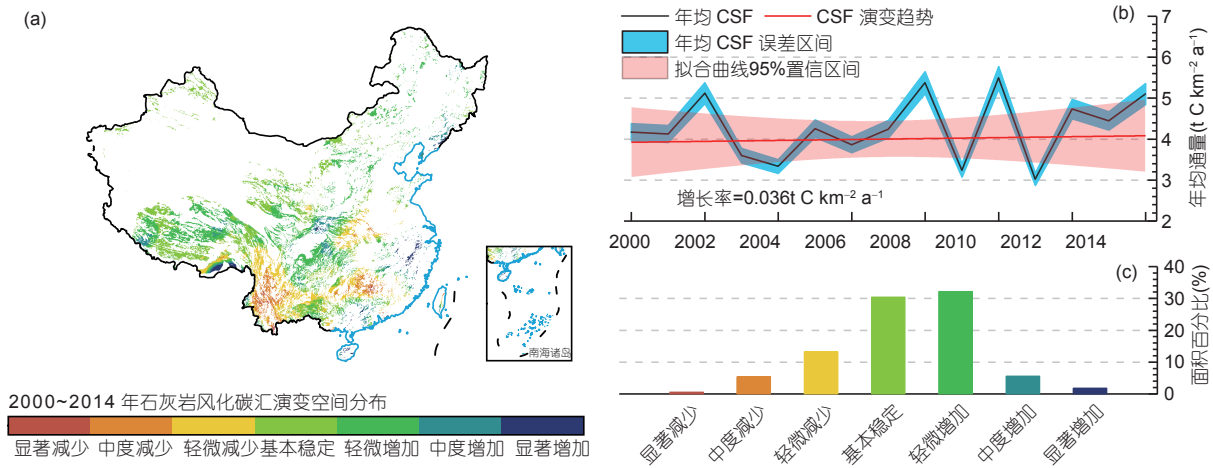 (a)
南海诸岛
2000~2014 年石灰岩风化碳汇演变空间分布
显著减少 中度减少 轻微减少 基本稳定 轻微增加 中度增加 显著增加
年均 CSF CSF 演变趋势 (b)
年均 CSF 误差区间
拟合曲线95%置信区间
增长率=0.036t C km⁻² a⁻¹
7
6
5
4
3
2
年均通量(t C km⁻² a⁻¹)
2000 2002 2004 2006 2008 2010 2012 2014
(c)
40
30
20
10
0
面积百分比(%)
显著减少 中度减少 轻微减少 基本稳定 轻微增加 中度增加 显著增加